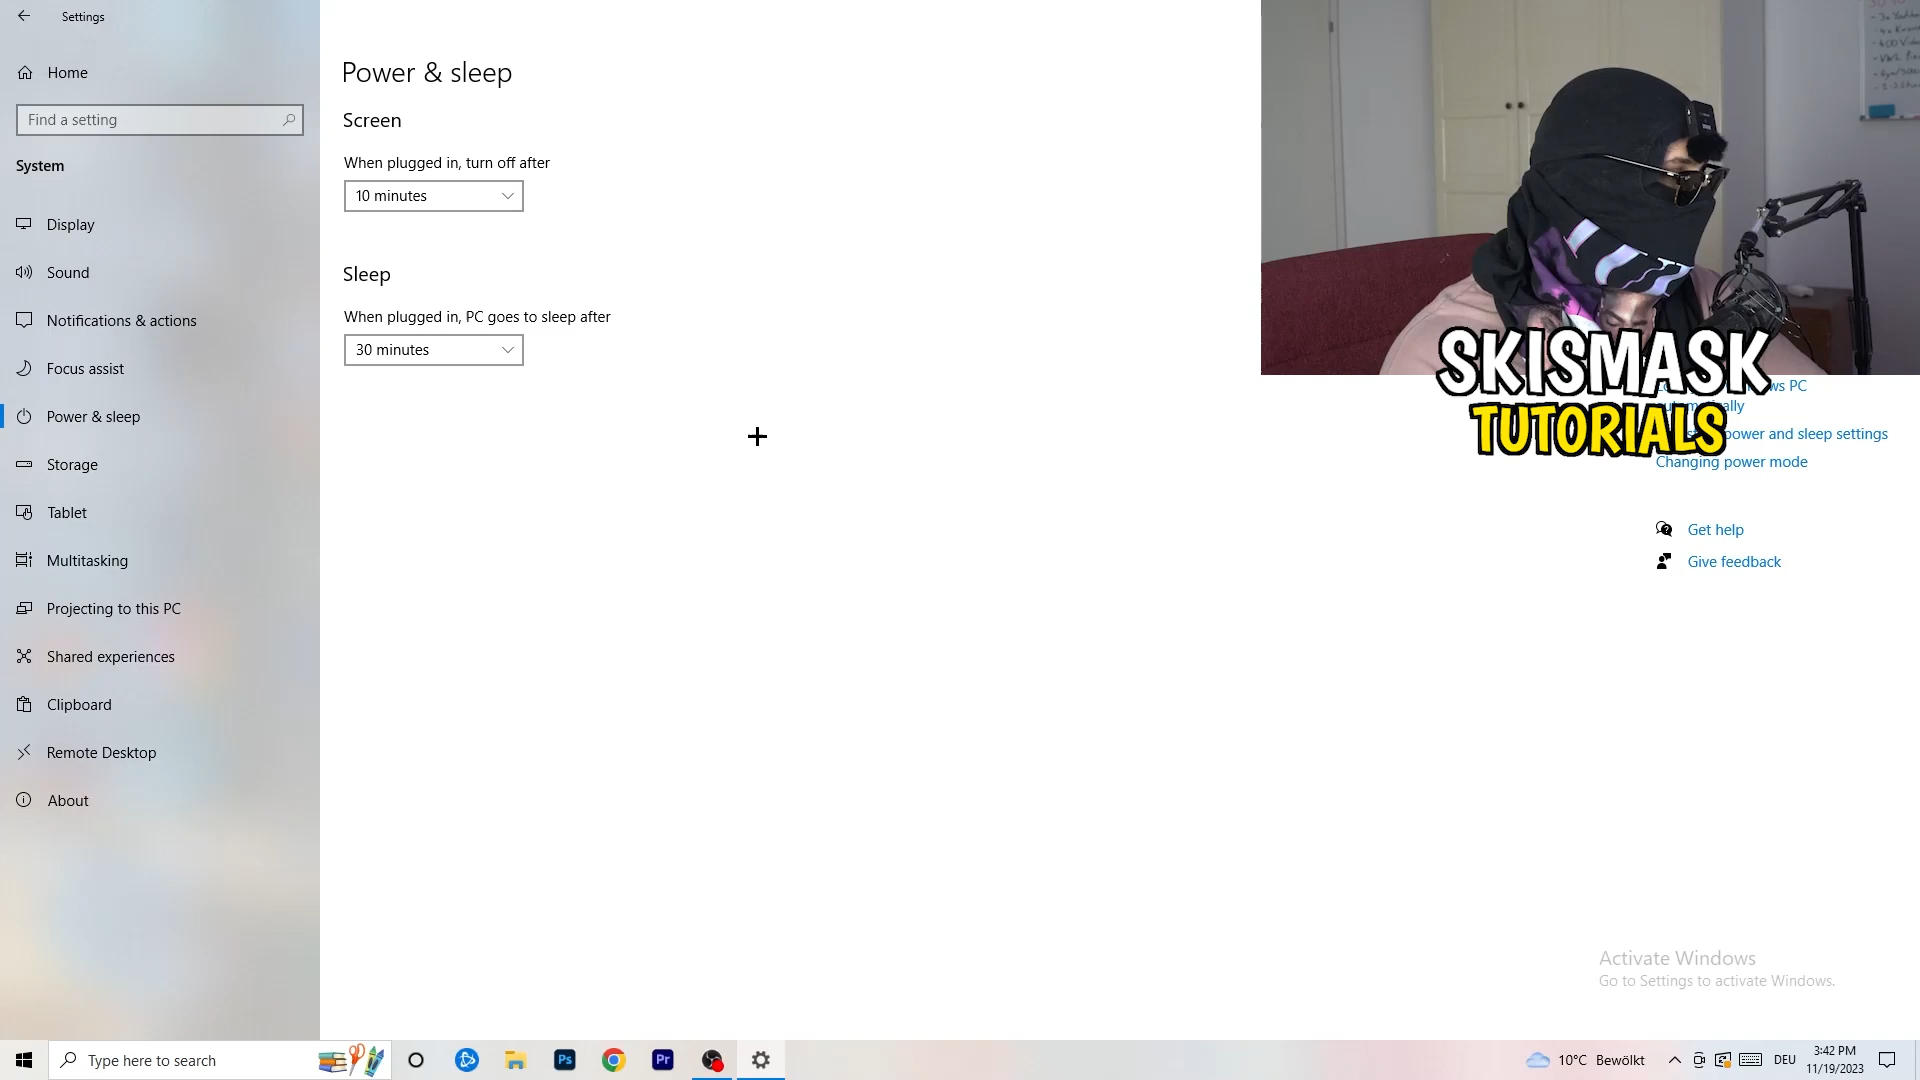 Settings
Home
Find a setting
System
Display
Sound
Notifications & actions
Focus assist
Power & sleep
Storage
Tablet
Multitasking
Projecting to this PC
Shared experiences
Clipboard
Remote Desktop
About
Power & sleep
Screen
When plugged in, turn off after
10 minutes
Sleep
When plugged in, PC goes to sleep after
30 minutes
SKISMASK
TUTORIALS
PC
power and sleep settings
Changing power mode
Get help
Give feedback
Activate Windows
Go to Settings to activate Windows.
Type here to search
Ps
Pr
10°C Bewölkt
DEU
3:42 PM
11/19/2023